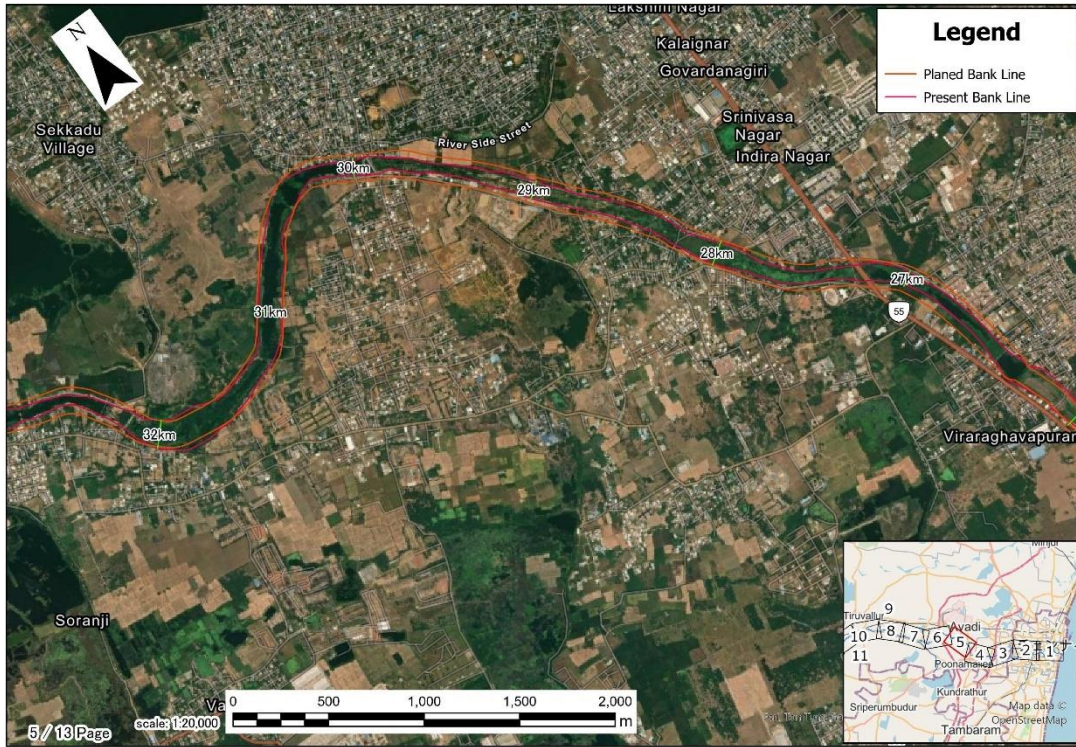 Lakshmi Nagar
Kalaignar
Govardanagiri
Legend
Planed Bank Line
Present Bank Line
N
Sekkadu
Village
River Side Street
Srinivasa
Nagar
Indira Nagar
30km
29km
28km
27km
55
31km
32km
Viraraghavapuram
Soranji
Va
0 500 1,000 1,500 2,000
scale: 1:20,000
m
5 / 13 Page
Minjur
Tiruvallur
9
Avadi
10
8
7
6
5
4
3
2
1
11
Poonamallee
Kundrathur
Sriperumbudur
Map data ©
OpenStreetMap
Tambaram